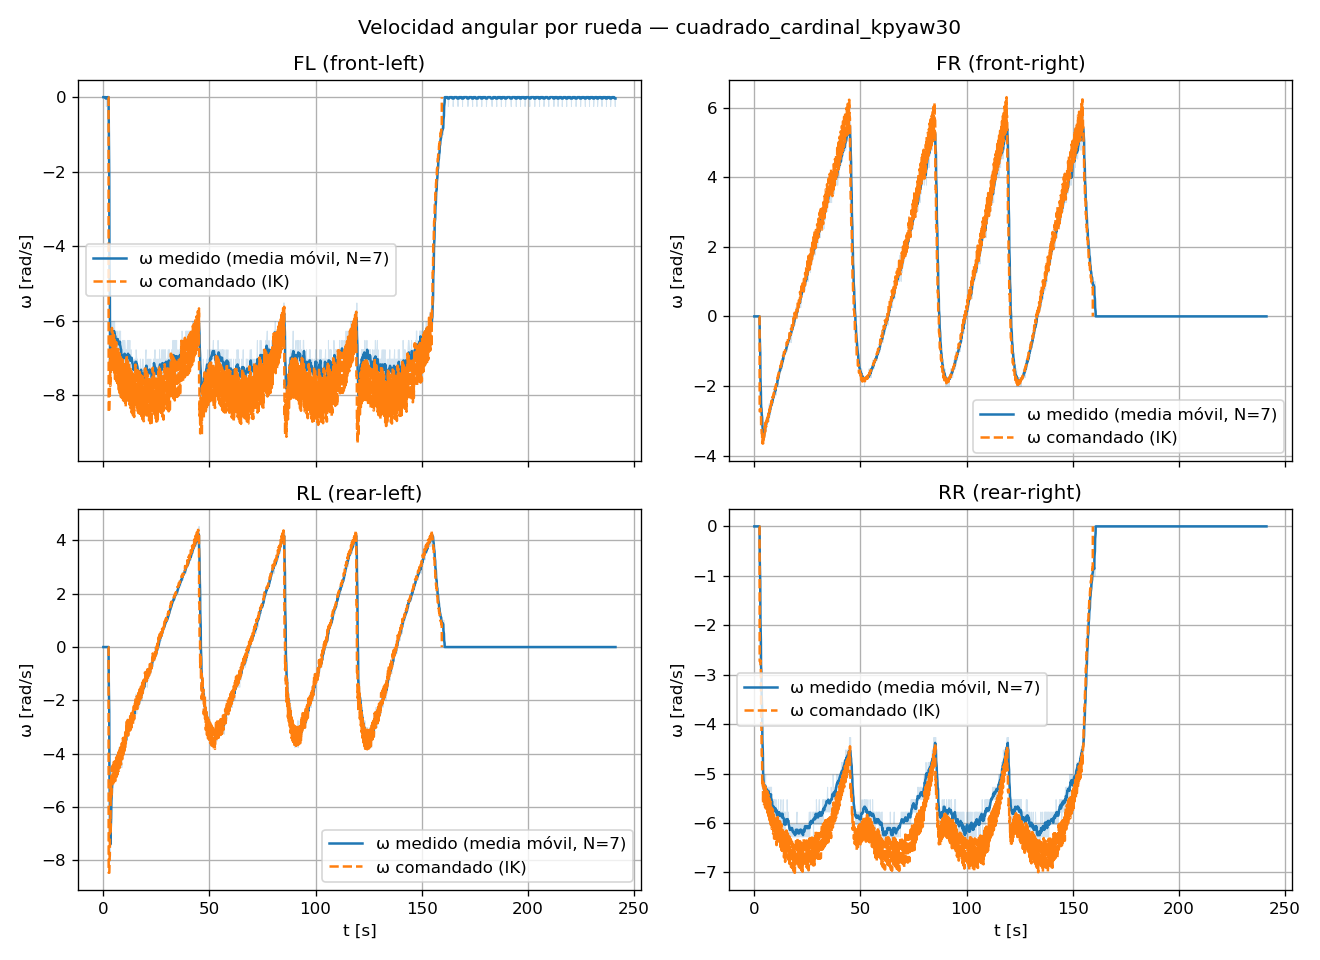 Velocidad angular por rueda — cuadrado_cardinal_kpyaw30
FL (front-left)
ω [rad/s]
0
−2
−4
−6
−8
ω medido (media móvil, N=7)
ω comandado (IK)
FR (front-right)
ω [rad/s]
6
4
2
0
−2
−4
ω medido (media móvil, N=7)
ω comandado (IK)
RL (rear-left)
ω [rad/s]
4
2
0
−2
−4
−6
−8
ω medido (media móvil, N=7)
ω comandado (IK)
0 50 100 150 200 250
t [s]
RR (rear-right)
ω [rad/s]
0
−1
−2
−3
−4
−5
−6
−7
ω medido (media móvil, N=7)
ω comandado (IK)
0 50 100 150 200 250
t [s]